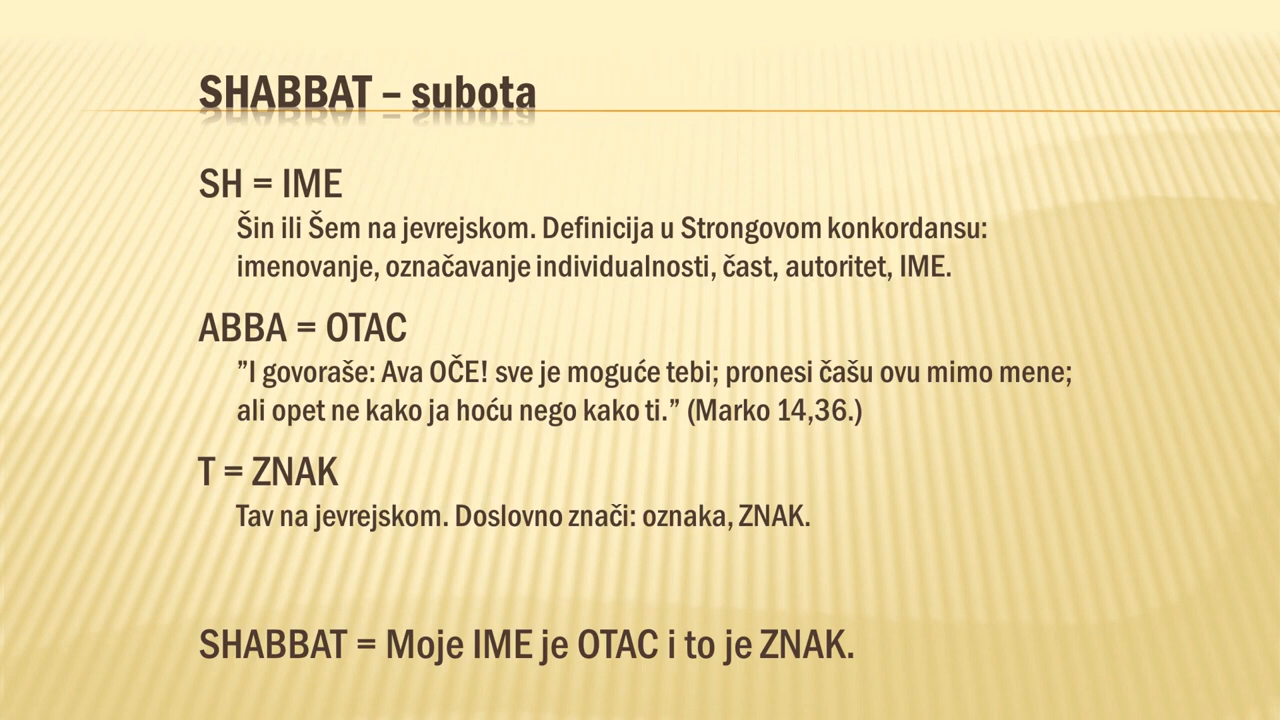 SHABBAT – subota
SH = IME
Šin ili Šem na jevrejskom. Definicija u Strongovom konkordansu:
imenovanje, označavanje individualnosti, čast, autoritet, IME.
ABBA = OTAC
”I govoraše: Ava OČE! sve je moguće tebi; pronesi čašu ovu mimo mene;
ali opet ne kako ja hoću nego kako ti.” (Marko 14,36.)
T = ZNAK
Tav na jevrejskom. Doslovno znači: oznaka, ZNAK.
SHABBAT = Moje IME je OTAC i to je ZNAK.